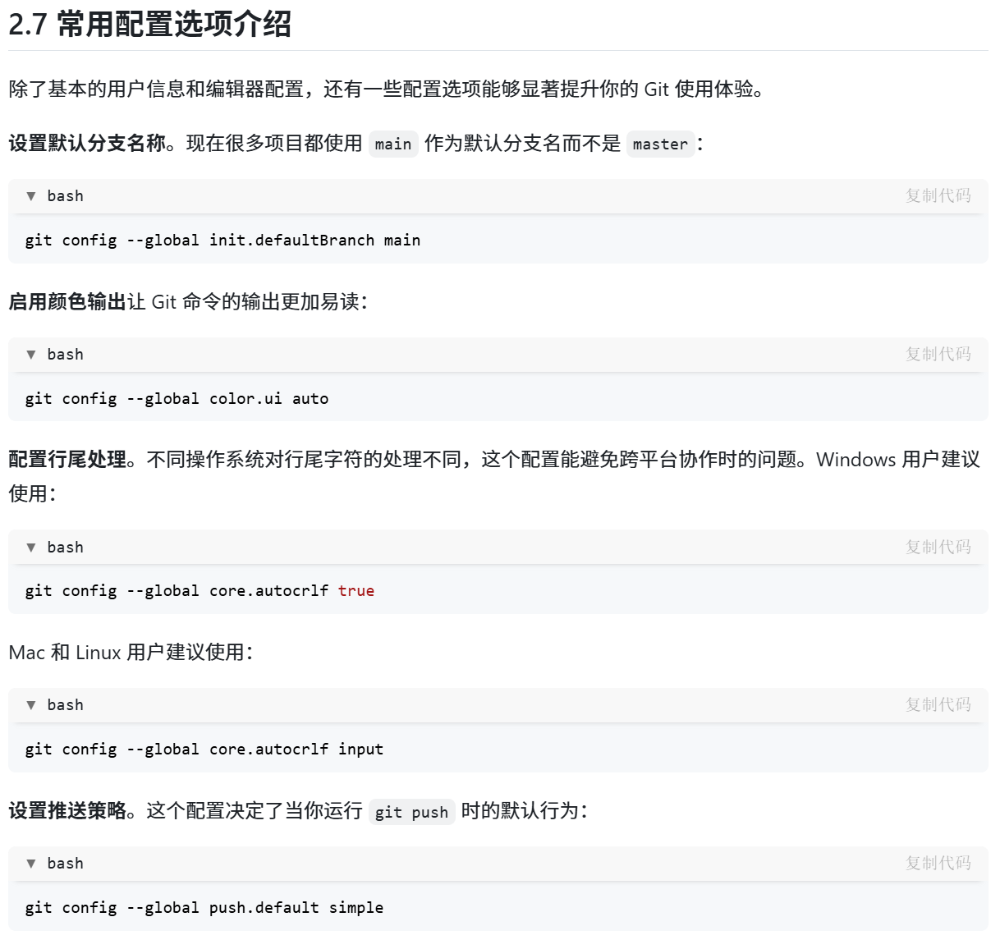 2.7 常用配置选项介绍
除了基本的用户信息和编辑器配置，还有一些配置选项能够显著提升你的 Git 使用体验。
设置默认分支名称。现在很多项目都使用 main 作为默认分支名而不是 master：
▼ bash 复制代码
git config --global init.defaultBranch main
启用颜色输出让 Git 命令的输出更加易读：
▼ bash 复制代码
git config --global color.ui auto
配置行尾处理。不同操作系统对行尾字符的处理不同，这个配置能避免跨平台协作时的问题。Windows 用户建议
使用：
▼ bash 复制代码
git config --global core.autocrlf true
Mac 和 Linux 用户建议使用：
▼ bash 复制代码
git config --global core.autocrlf input
设置推送策略。这个配置决定了当你运行 git push 时的默认行为：
▼ bash 复制代码
git config --global push.default simple